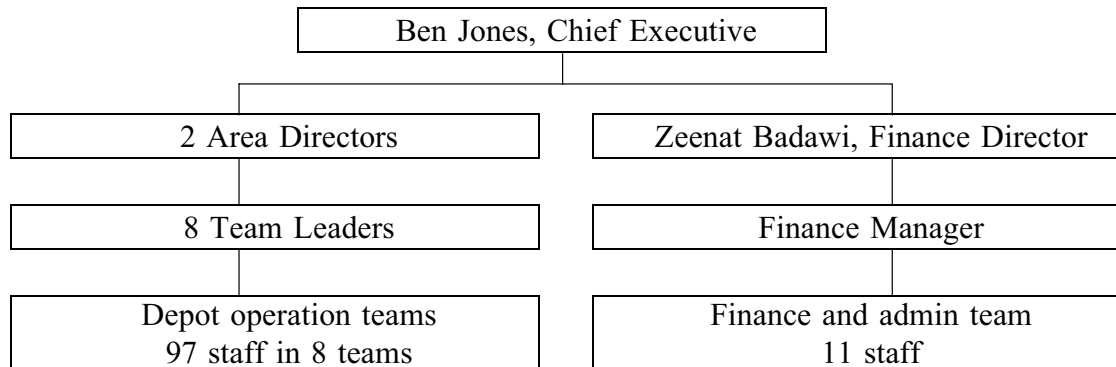 Ben Jones, Chief Executive
2 Area Directors
Zeenat Badawi, Finance Director
8 Team Leaders
Finance Manager
Depot operation teams
97 staff in 8 teams
Finance and admin team
11 staff